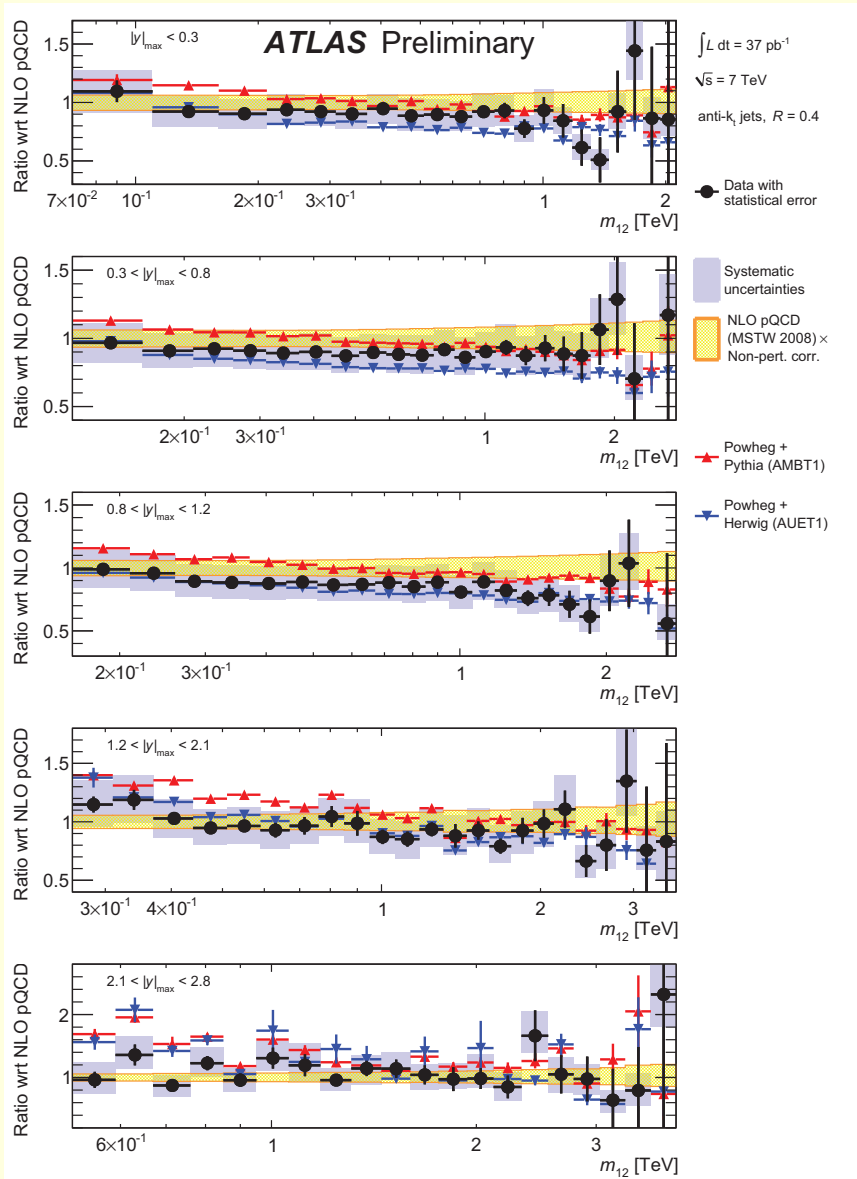 |y|max < 0.3
ATLAS Preliminary
Ratio wrt NLO pQCD
1.5
1
0.5
7×10⁻² 10⁻¹ 2×10⁻¹ 3×10⁻¹ 1 2
m₁₂ [TeV]
0.3 < |y|max < 0.8
Ratio wrt NLO pQCD
1.5
1
0.5
2×10⁻¹ 3×10⁻¹ 1 2
m₁₂ [TeV]
0.8 < |y|max < 1.2
Ratio wrt NLO pQCD
1.5
1
0.5
2×10⁻¹ 3×10⁻¹ 1 2
m₁₂ [TeV]
1.2 < |y|max < 2.1
Ratio wrt NLO pQCD
1.5
1
0.5
3×10⁻¹ 4×10⁻¹ 1 2 3
m₁₂ [TeV]
2.1 < |y|max < 2.8
Ratio wrt NLO pQCD
2
1
6×10⁻¹ 1 2 3
m₁₂ [TeV]
∫L dt = 37 pb⁻¹
√s = 7 TeV
anti-kₜ jets, R = 0.4
Data with
statistical error
Systematic
uncertainties
NLO pQCD
(MSTW 2008) ×
Non-pert. corr.
Powheg +
Pythia (AMBT1)
Powheg +
Herwig (AUET1)